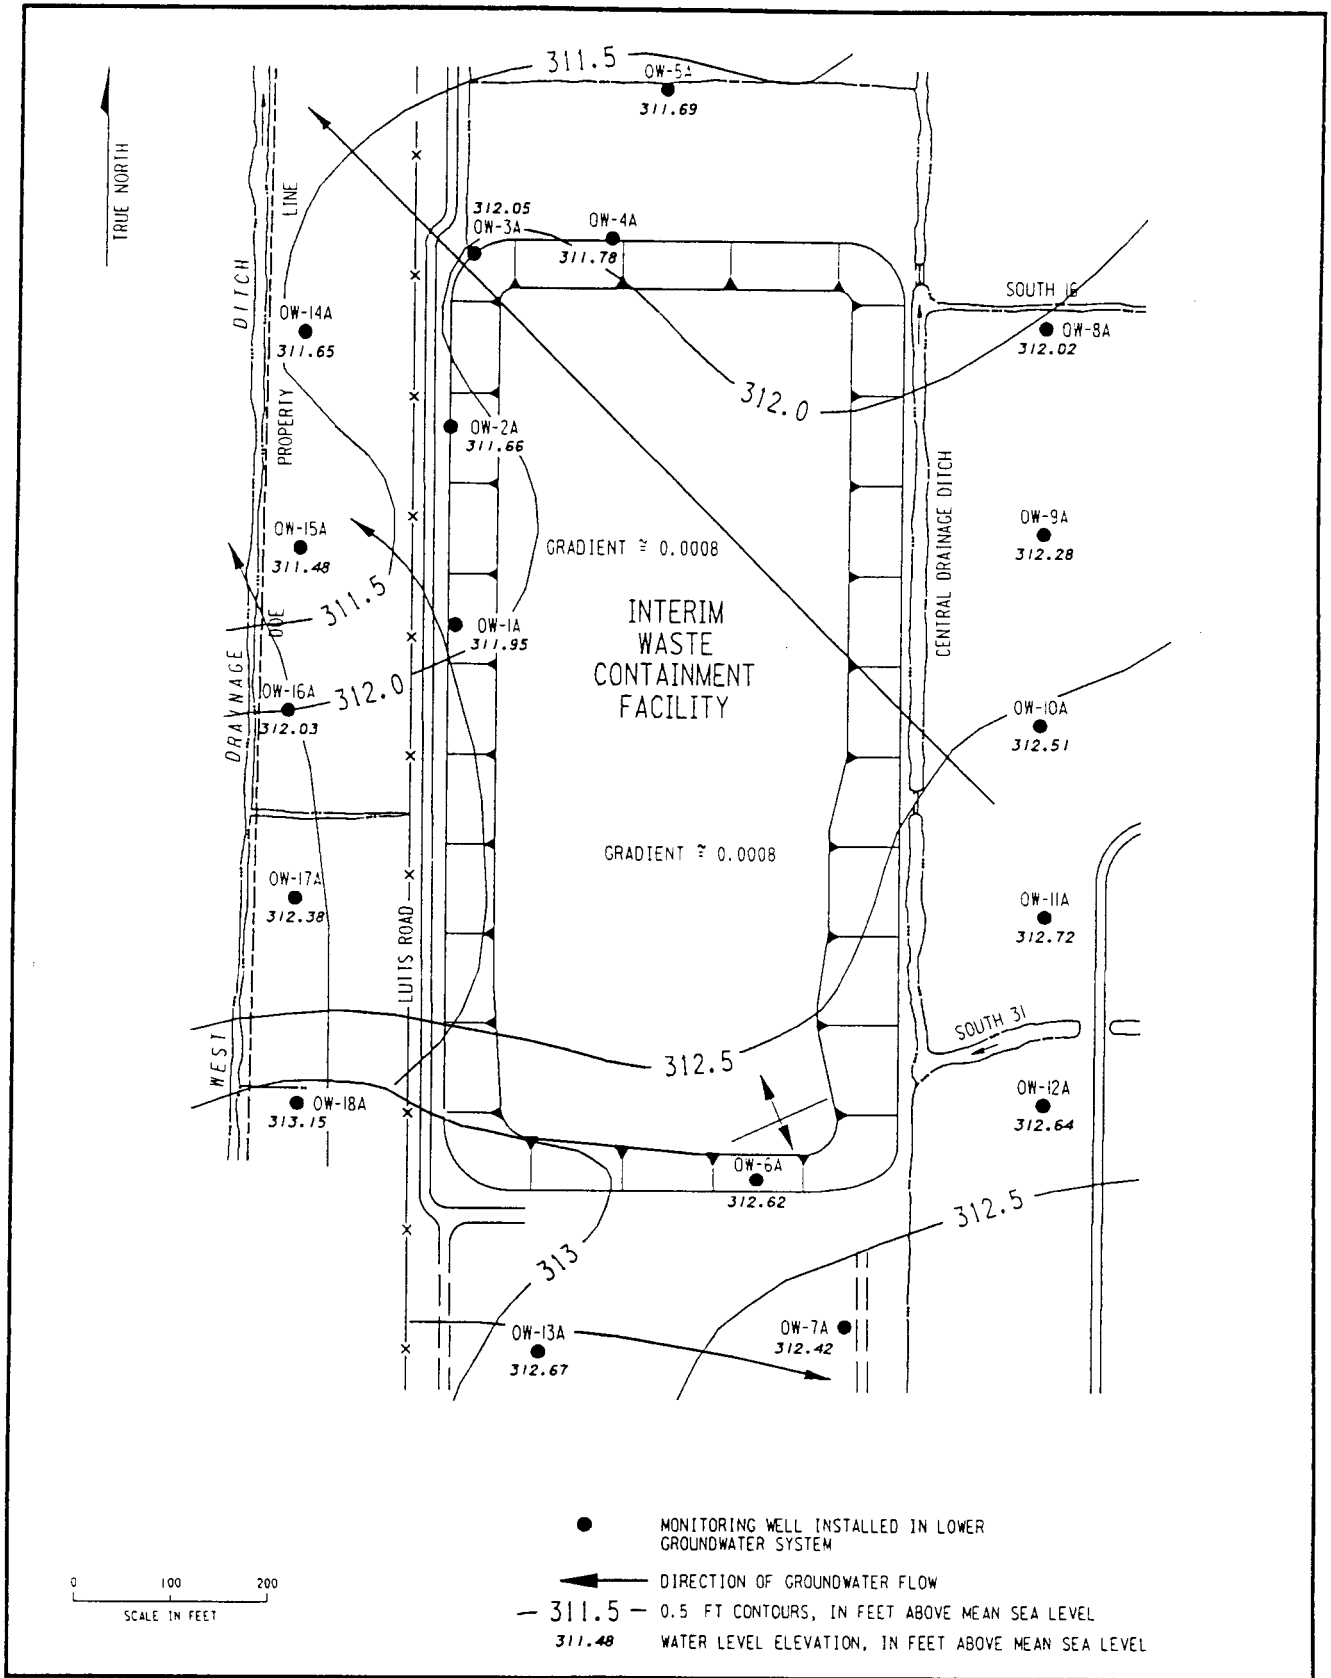 311.5
OW-5A
311.69
TRUE NORTH
312.05
OW-3A
OW-4A
311.78
DITCH
LINE
PROPERTY
DOE
SOUTH 16
OW-14A
311.65
OW-8A
312.02
312.0
OW-2A
311.66
CENTRAL DRAINAGE DITCH
OW-15A
311.48
OW-9A
312.28
GRADIENT ≅ 0.0008
311.5
OW-1A
311.95
INTERIM
WASTE
CONTAINMENT
FACILITY
DRAINAGE
OW-16A
312.03
312.0
OW-10A
312.51
GRADIENT ≅ 0.0008
OW-17A
312.38
LUTTS ROAD
OW-11A
312.72
WEST
SOUTH 31
312.5
OW-18A
313.15
OW-12A
312.64
OW-6A
312.62
312.5
313
OW-13A
312.67
OW-7A
312.42
MONITORING WELL INSTALLED IN LOWER
GROUNDWATER SYSTEM
DIRECTION OF GROUNDWATER FLOW
0 100 200
SCALE IN FEET
— 311.5 — 0.5 FT CONTOURS, IN FEET ABOVE MEAN SEA LEVEL
311.48 WATER LEVEL ELEVATION, IN FEET ABOVE MEAN SEA LEVEL